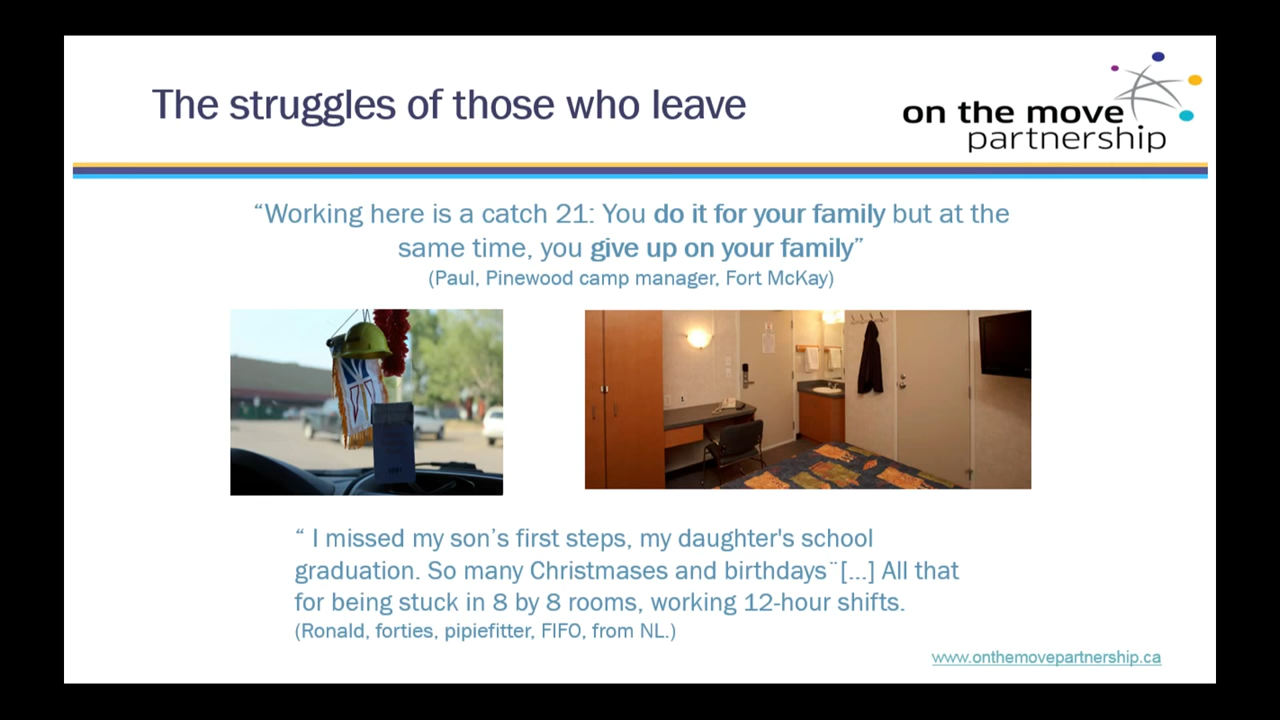 The struggles of those who leave
on the move
partnership
“Working here is a catch 21: You do it for your family but at the
same time, you give up on your family”
(Paul, Pinewood camp manager, Fort McKay)
“ I missed my son’s first steps, my daughter's school
graduation. So many Christmases and birthdays¨[...] All that
for being stuck in 8 by 8 rooms, working 12-hour shifts.
(Ronald, forties, pipiefitter, FIFO, from NL.)
www.onthemovepartnership.ca